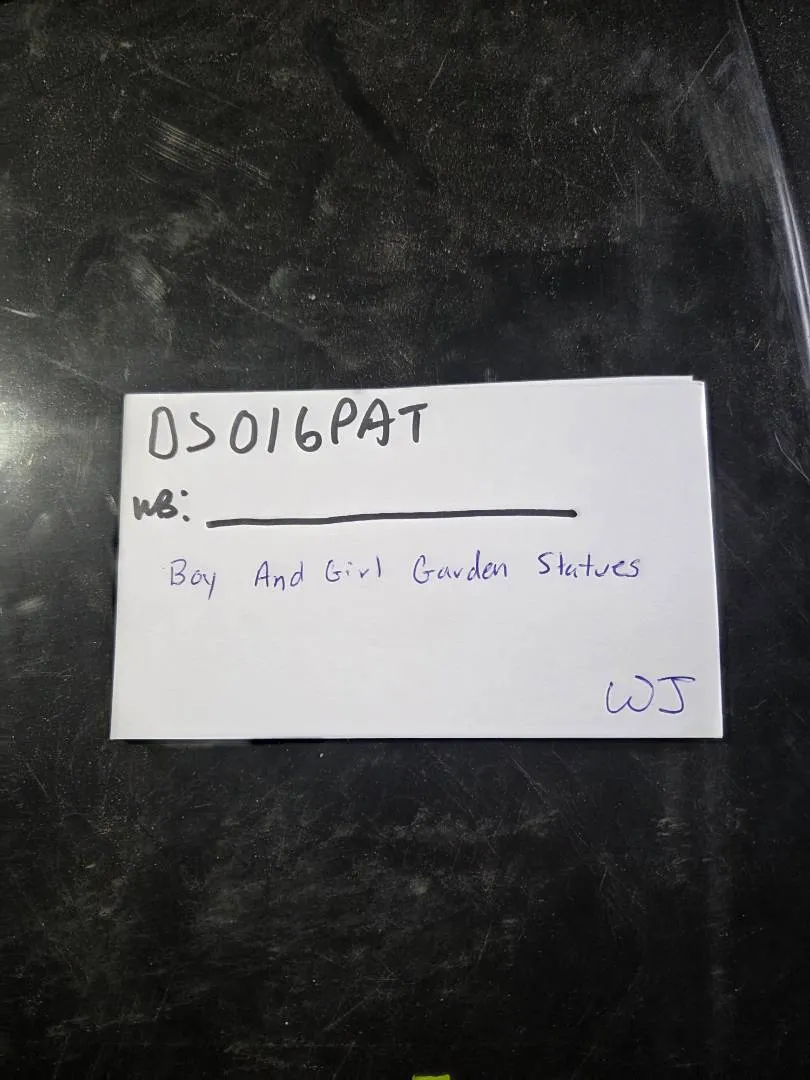 DS016PAT
WB:
Boy And Girl Garden Statues
WJ